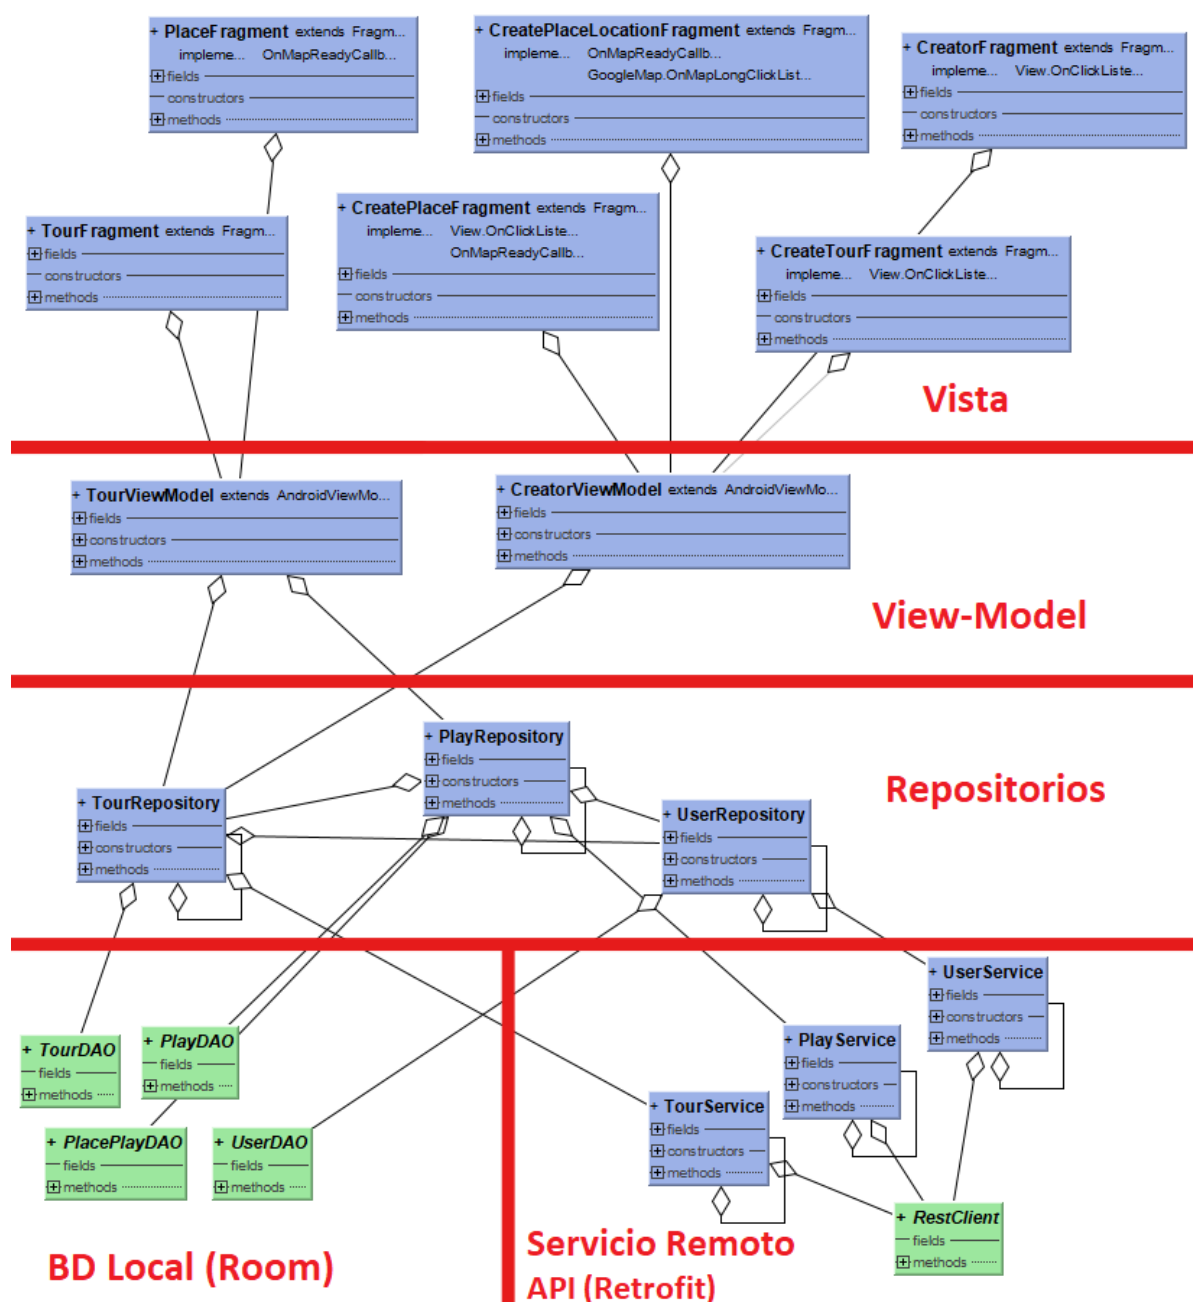 + PlaceFragment extends Fragm...
impleme... OnMapReadyCallb...
fields
constructors
methods
+ CreatePlaceLocationFragment extends Fragm...
impleme... OnMapReadyCallb...
GoogleMap.OnMapLongClickList...
fields
constructors
methods
+ CreatorFragment extends Fragm...
impleme... View.OnClickListe...
fields
constructors
methods
+ TourFragment extends Fragm...
fields
constructors
methods
+ CreatePlaceFragment extends Fragm...
impleme... View.OnClickListe...
OnMapReadyCallb...
fields
constructors
methods
+ CreateTourFragment extends Fragm...
impleme... View.OnClickListe...
fields
constructors
methods
Vista
+ TourViewModel extends AndroidViewMo...
fields
constructors
methods
+ CreatorViewModel extends AndroidViewMo...
fields
constructors
methods
View-Model
+ PlayRepository
fields
constructors
methods
+ TourRepository
fields
constructors
methods
+ UserRepository
fields
constructors
methods
Repositorios
+ TourDAO
fields
methods
+ PlayDAO
fields
methods
+ PlacePlayDAO
fields
methods
+ UserDAO
fields
methods
BD Local (Room)
+ UserService
fields
constructors
methods
+ PlayService
fields
constructors
methods
+ TourService
fields
constructors
methods
+ RestClient
fields
methods
Servicio Remoto
API (Retrofit)